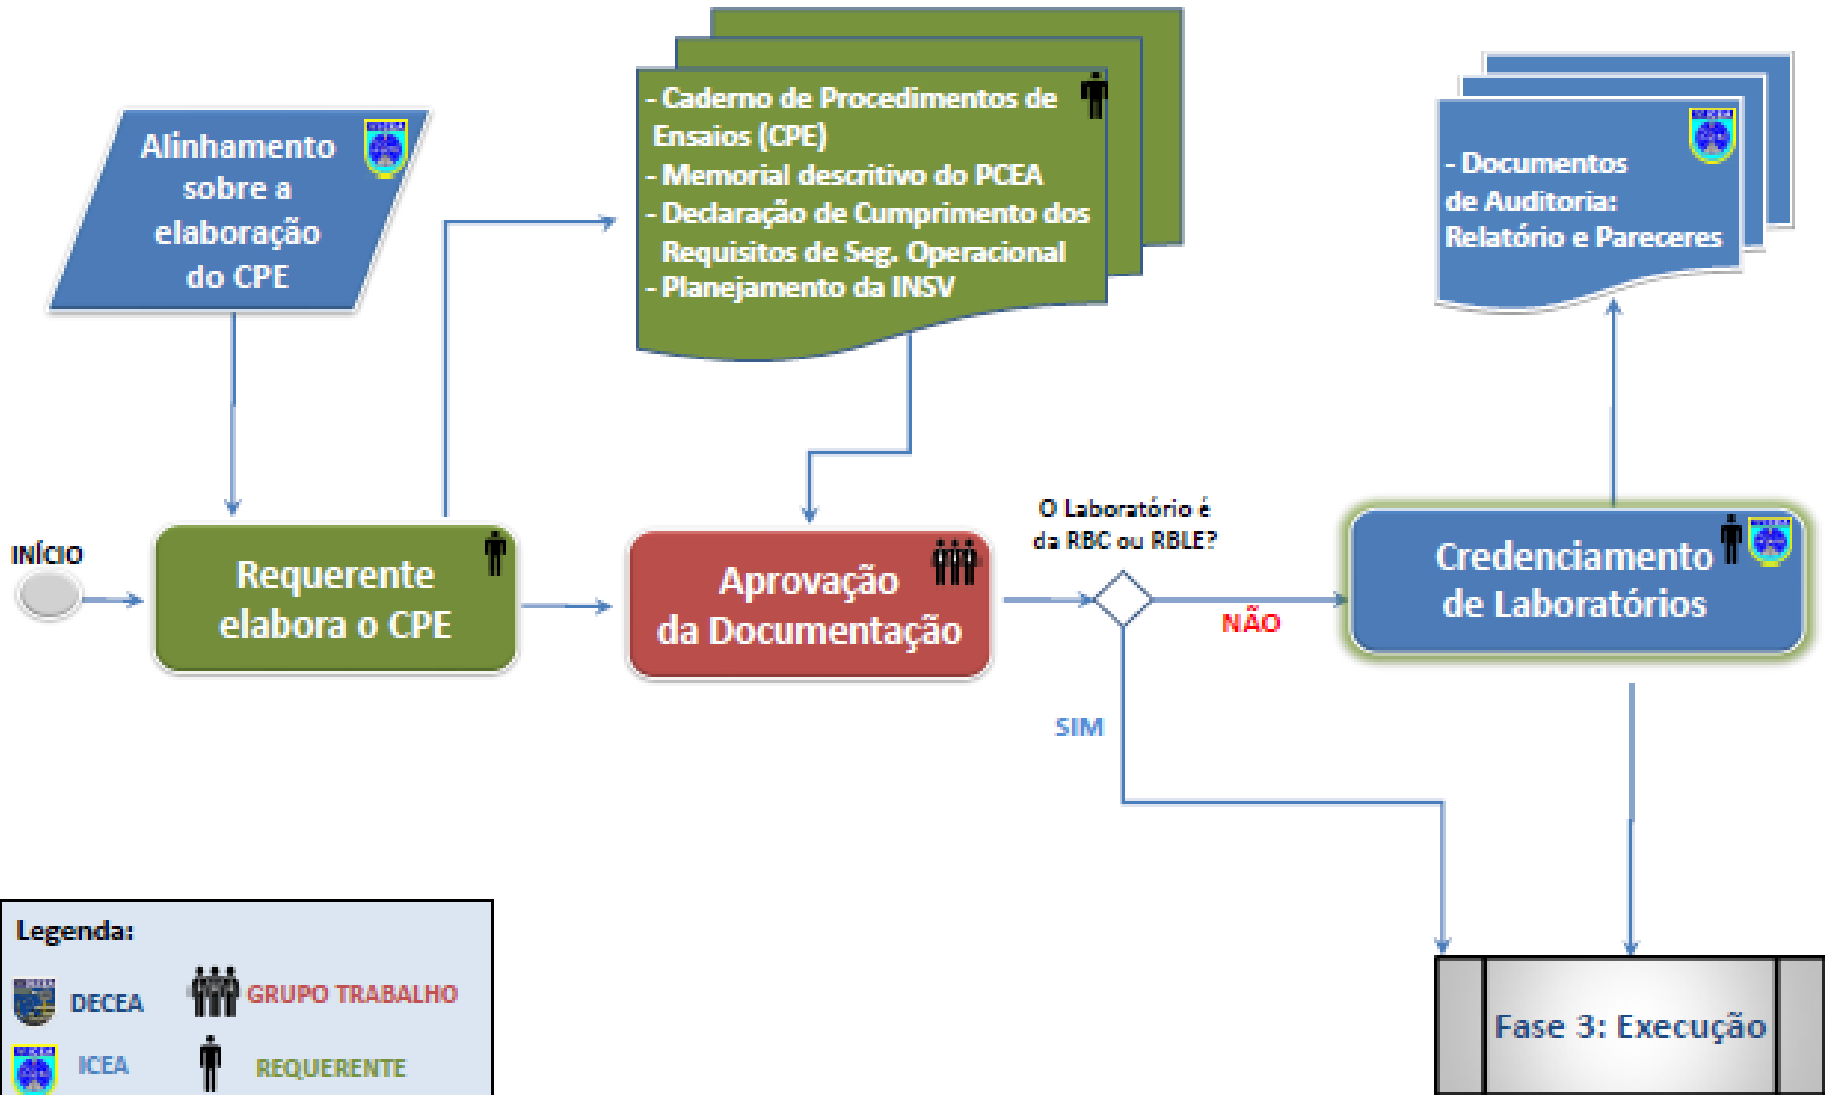 Alinhamento
sobre a
elaboração
do CPE
- Caderno de Procedimentos de
Ensaios (CPE)
- Memorial descritivo do PCEA
- Declaração de Cumprimento dos
Requisitos de Seg. Operacional
- Planejamento da INSV
- Documentos
de Auditoria:
Relatório e Pareceres
INÍCIO
Requerente
elabora o CPE
Aprovação
da Documentação
O Laboratório é
da RBC ou RBLE?
NÃO
SIM
Credenciamento
de Laboratórios
Fase 3: Execução
Legenda:
DECEA
GRUPO TRABALHO
ICEA
REQUERENTE